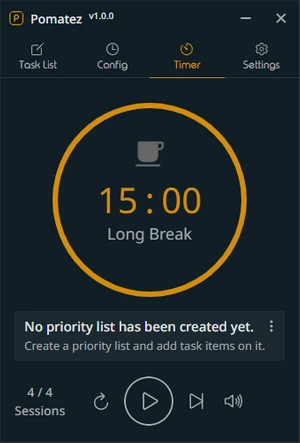 Pomatez v1.0.0
Task List Config Timer Settings
15 : 00
Long Break
No priority list has been created yet.
Create a priority list and add task items on it.
4 / 4
Sessions